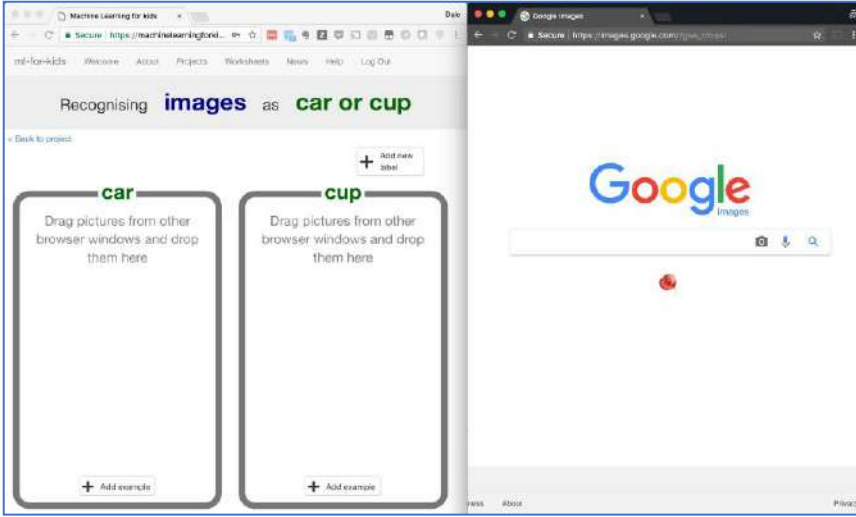 Machine Learning for kids
Dale
Secure https://machinelearningforki...
ml-for-kids Welcome About Projects Worksheets News Help Log Out
Recognising images as car or cup
< Back to project
Add new label
car
Drag pictures from other
browser windows and drop
them here
Add example
cup
Drag pictures from other
browser windows and drop
them here
Add example
Google Images
Secure https://images.google.com
Google
images
About